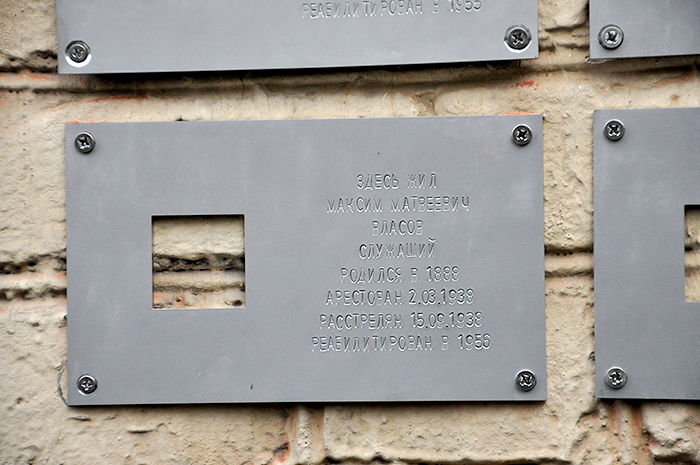 РЕАБИЛИТИРОВАН В 1955
ЗДЕСЬ ЖИЛ
МАКСИМ МАТВЕЕВИЧ
ВЛАСОВ
СЛУЖАЩИЙ
РОДИЛСЯ В 1888
АРЕСТОВАН 2.03.1938
РАССТРЕЛЯН 15.09.1938
РЕАБИЛИТИРОВАН В 1956